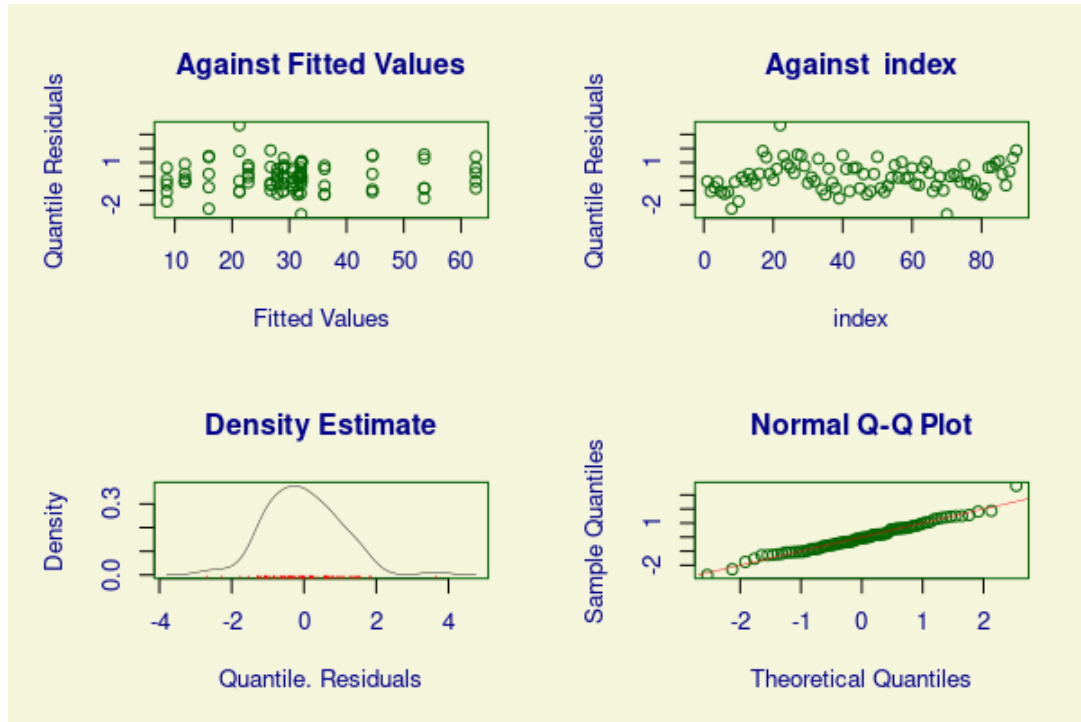 Against Fitted Values
Quantile Residuals
1
-2
10 20 30 40 50 60
Fitted Values
Against index
Quantile Residuals
1
-2
0 20 40 60 80
index
Density Estimate
Density
0.3
0.0
-4 -2 0 2 4
Quantile. Residuals
Normal Q-Q Plot
Sample Quantiles
1
-2
-2 -1 0 1 2
Theoretical Quantiles